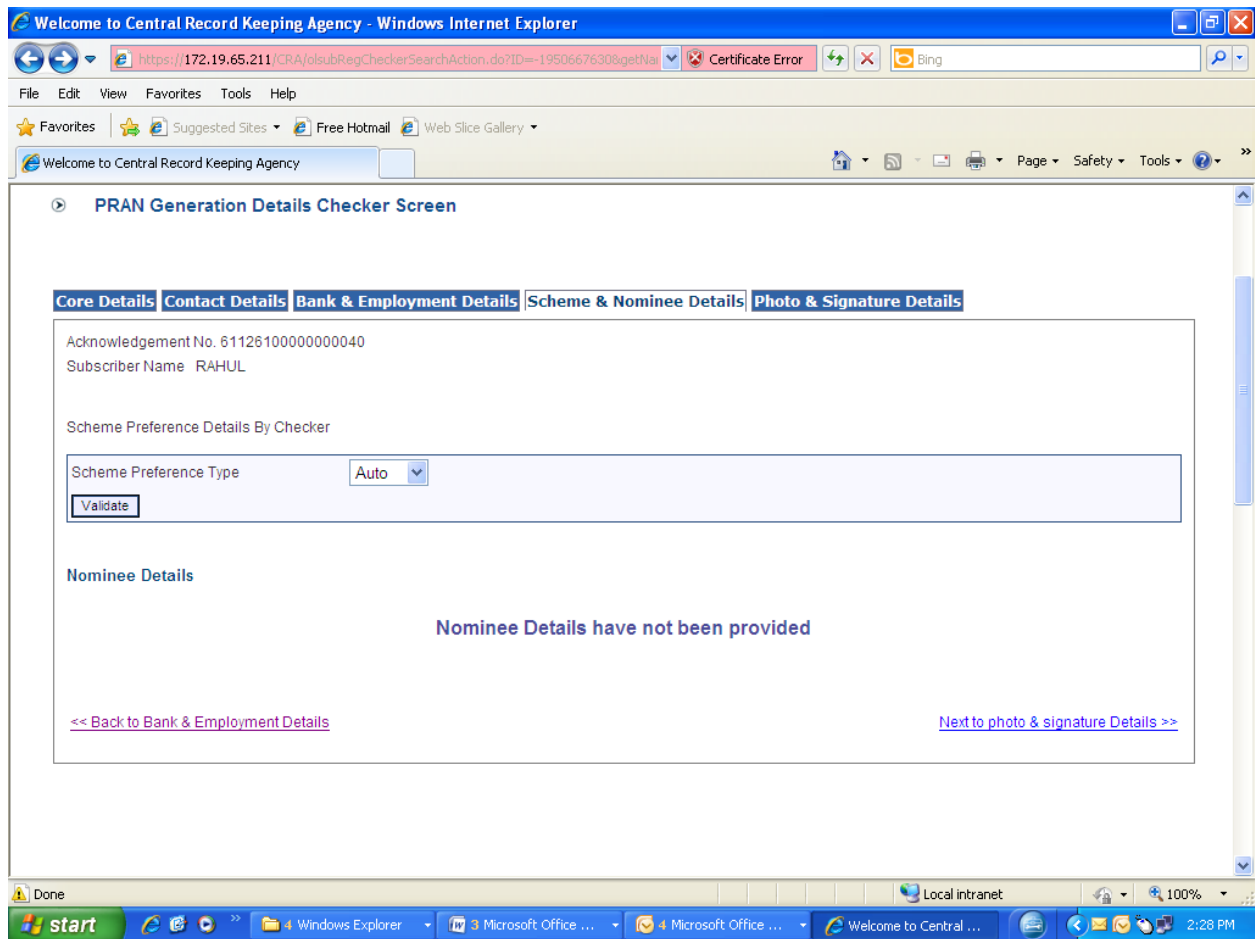 Welcome to Central Record Keeping Agency - Windows Internet Explorer
https://172.19.65.211/CRA/olsubRegCheckerSearchAction.do?ID=-1950667630&getNar Certificate Error Bing
File Edit View Favorites Tools Help
Favorites Suggested Sites Free Hotmail Web Slice Gallery
Welcome to Central Record Keeping Agency Page Safety Tools »
PRAN Generation Details Checker Screen
Core Details Contact Details Bank & Employment Details Scheme & Nominee Details Photo & Signature Details
Acknowledgement No. 61126100000000040
Subscriber Name RAHUL
Scheme Preference Details By Checker
Scheme Preference Type Auto
Validate
Nominee Details
Nominee Details have not been provided
<< Back to Bank & Employment Details Next to photo & signature Details >>
Done Local intranet 100%
start » 4 Windows Explorer 3 Microsoft Office ... 4 Microsoft Office ... Welcome to Central ... 2:28 PM